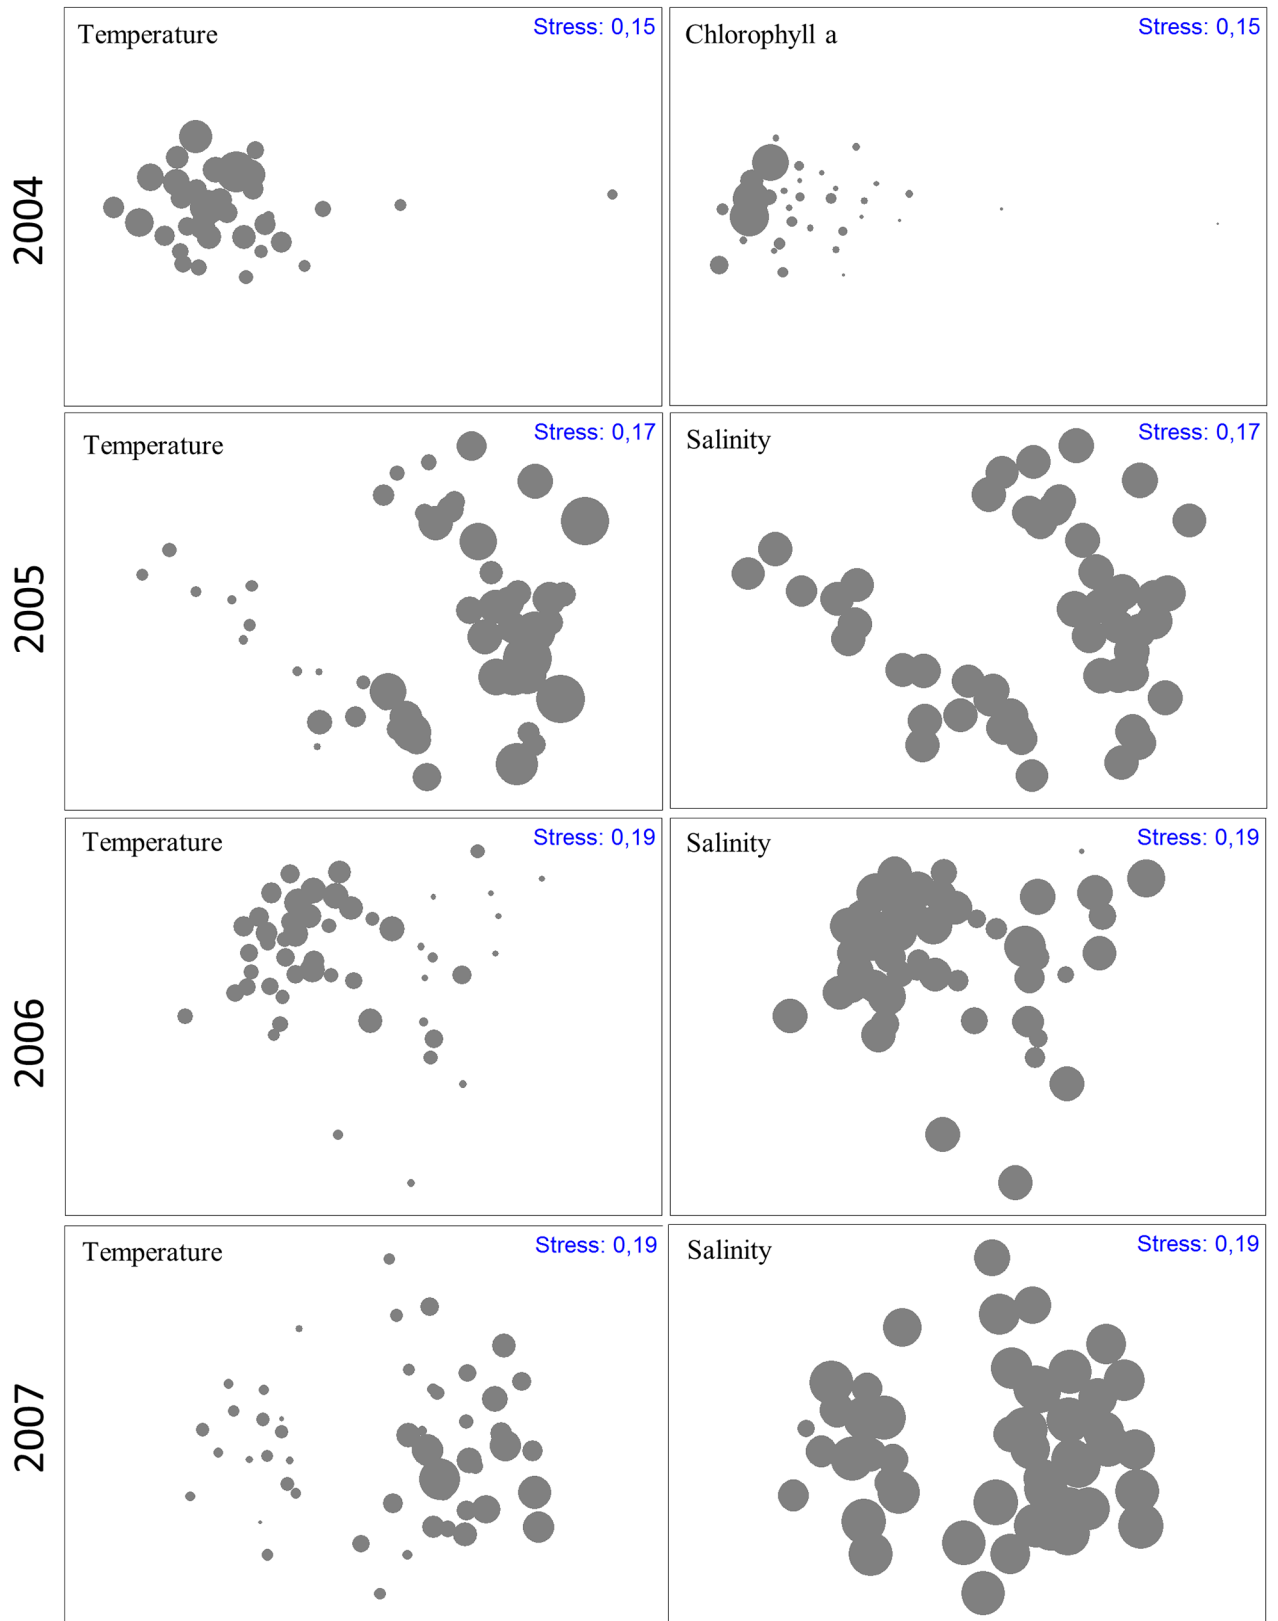 Temperature
Stress: 0,15
Chlorophyll a
Stress: 0,15
2004
Temperature
Stress: 0,17
Salinity
Stress: 0,17
2005
Temperature
Stress: 0,19
Salinity
Stress: 0,19
2006
Temperature
Stress: 0,19
Salinity
Stress: 0,19
2007